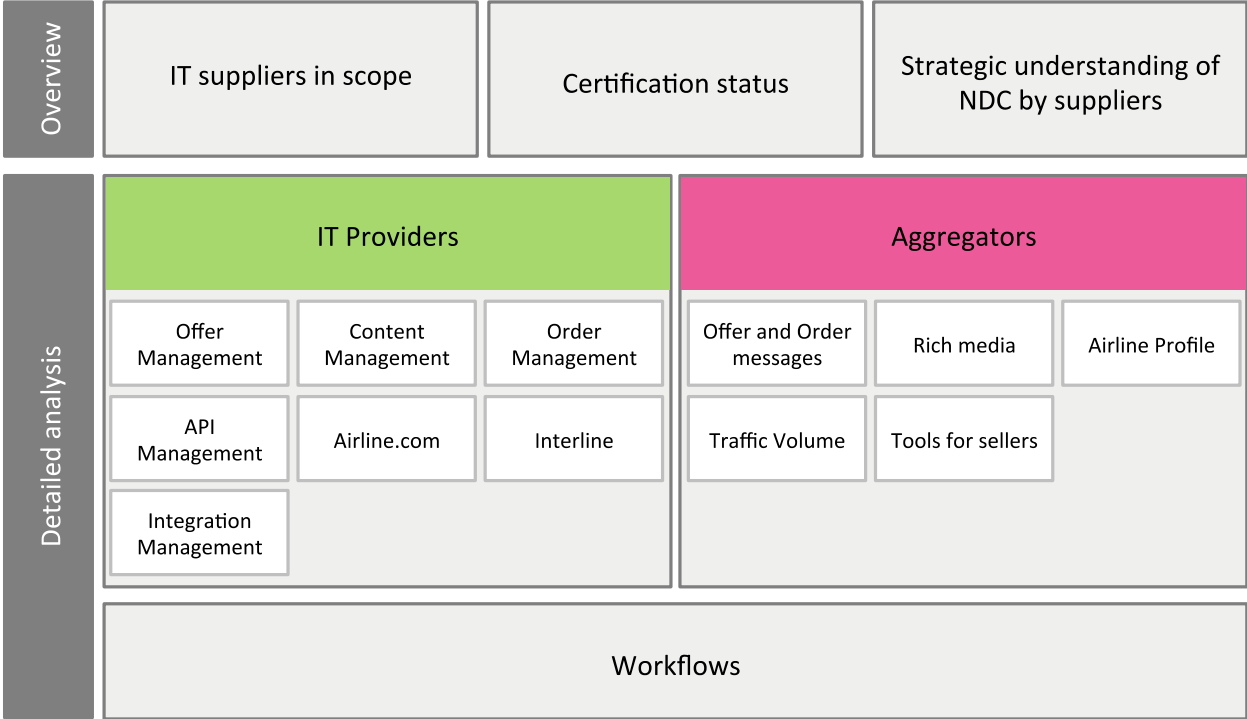 Overview
IT suppliers in scope
Certification status
Strategic understanding of
NDC by suppliers
Detailed analysis
IT Providers
Offer
Management
Content
Management
Order
Management
API
Management
Airline.com
Interline
Integration
Management
Aggregators
Offer and Order
messages
Rich media
Airline Profile
Traffic Volume
Tools for sellers
Workflows